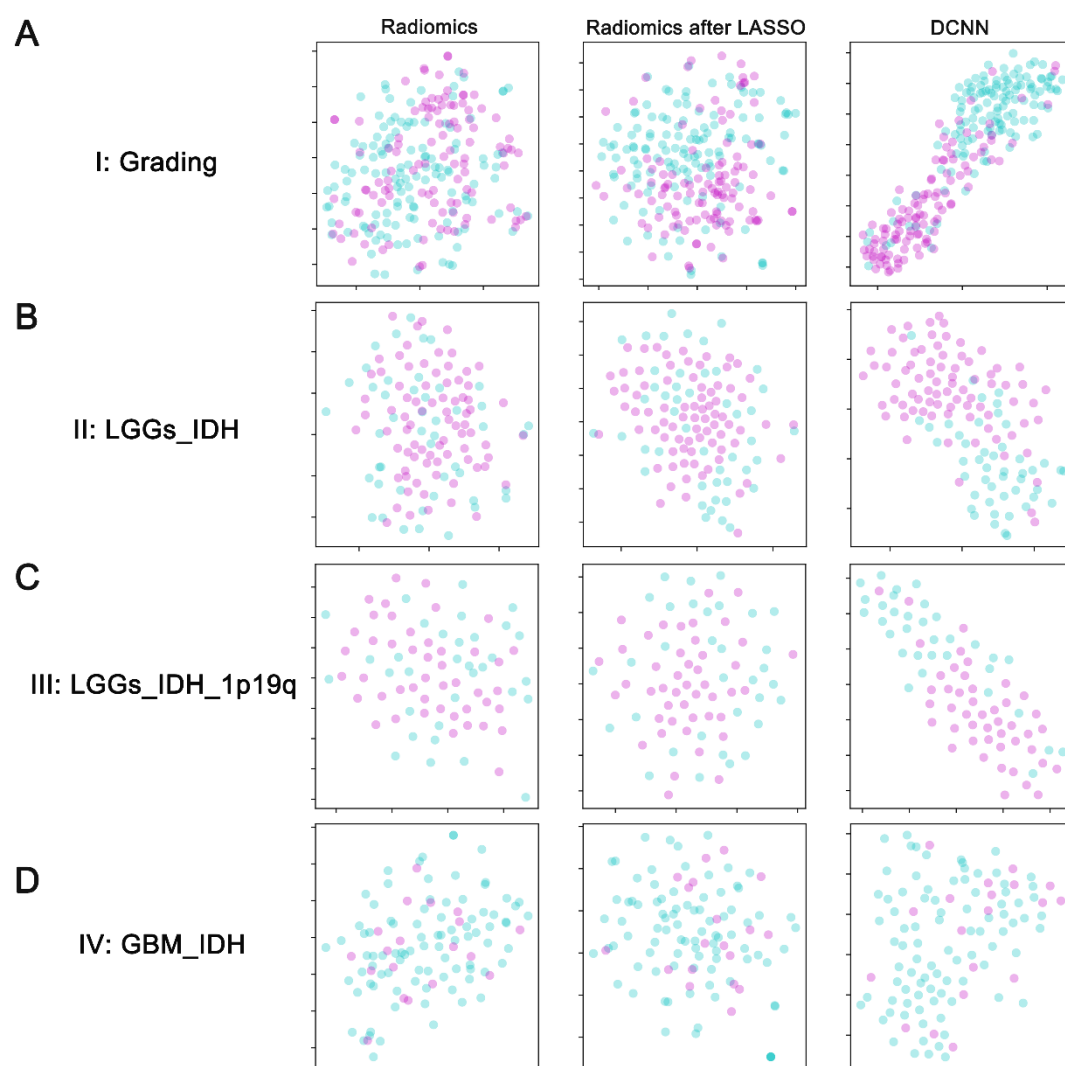 A
Radiomics
Radiomics after LASSO
DCNN
I: Grading
B
II: LGGs_IDH
C
III: LGGs_IDH_1p19q
D
IV: GBM_IDH